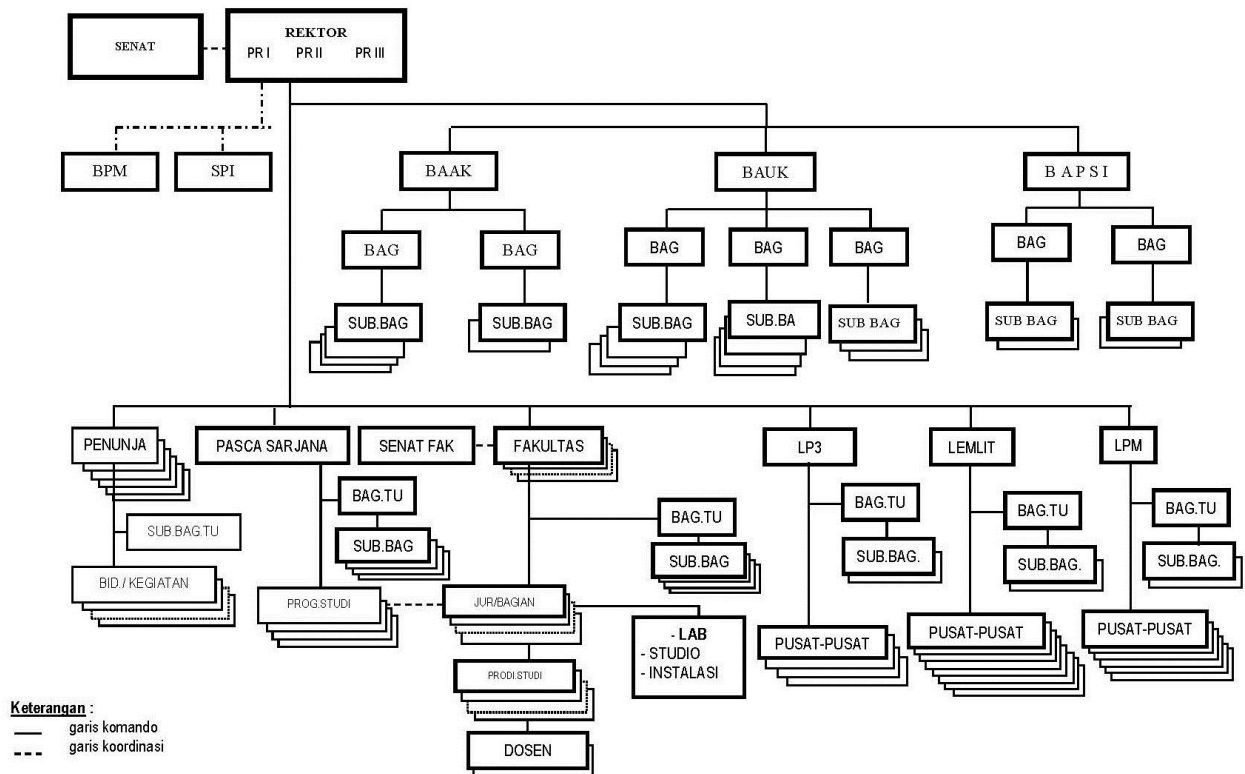 SENAT
REKTOR
PR I PR II PR III
BPM
SPI
BAAK
BAUK
B A P S I
BAG
BAG
BAG
BAG
BAG
BAG
BAG
SUB.BAG
SUB.BAG
SUB.BAG
SUB.BA
SUB BAG
SUB BAG
SUB BAG
PENUNJA
PASCA SARJANA
SENAT FAK
FAKULTAS
LP3
LEMLIT
LPM
BAG.TU
BAG.TU
BAG.TU
BAG.TU
BAG.TU
SUB.BAG.TU
SUB.BAG
SUB.BAG
SUB.BAG.
SUB.BAG.
SUB.BAG.
BID./ KEGIATAN
PROG.STUDI
JUR/BAGIAN
- LAB
- STUDIO
- INSTALASI
PUSAT-PUSAT
PUSAT-PUSAT
PUSAT-PUSAT
PRODI.STUDI
DOSEN
Keterangan :
garis komando
garis koordinasi